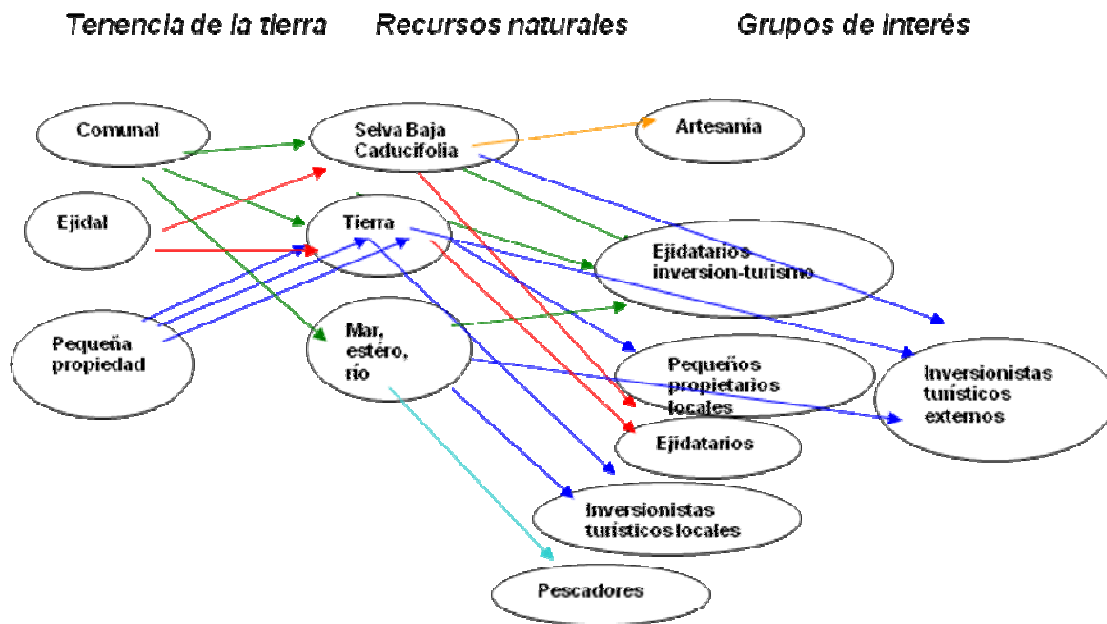 Tenencia de la tierra
Recursos naturales
Grupos de interés
Comunal
Selva Baja
Caducifolia
Artesanía
Ejidal
Tierra
Ejidatarios
inversion-turismo
Pequeña
propiedad
Mar,
estéro,
río
Pequeños
propietarios
locales
Inversionistas
turísticos
externos
Ejidatarios
Inversionistas
turísticos locales
Pescadores